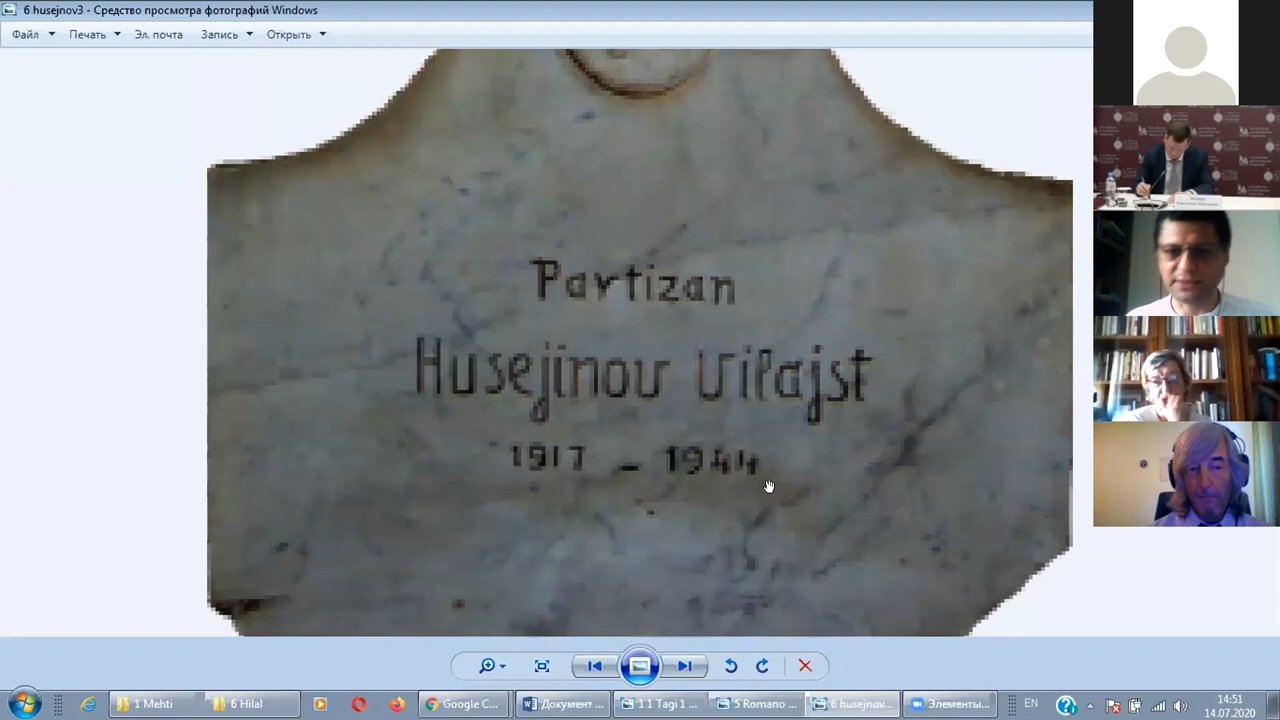 6 husejnov3 - Средство просмотра фотографий Windows
Файл Печать Эл. почта Запись Открыть
Partizan
Husejinov Vilajst
1917 - 1944
1 Mehti
6 Hilal
Google C...
Документ ...
1 1 Tagi 1 ...
5 Romano ...
6 husejnov...
Элементы...
EN
14:51
14.07.2020